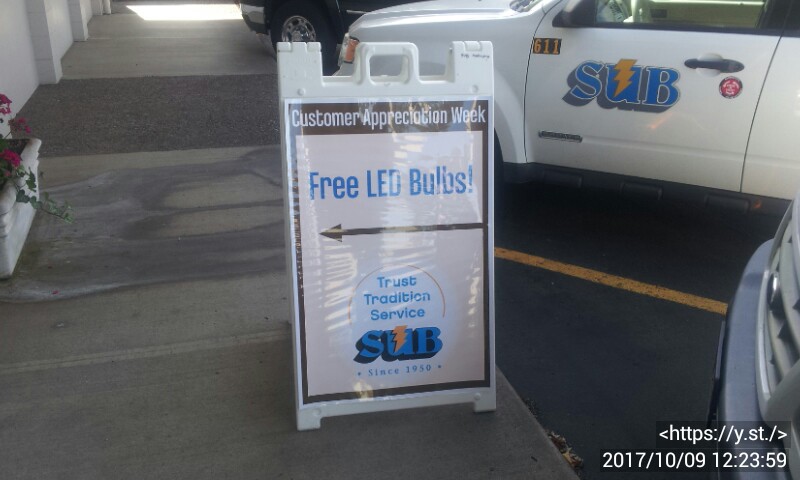 Customer Appreciation Week
Free LED Bulbs!
Trust
Tradition
Service
SUB
• Since 1950 •
611
SUB
<https://y.st./>
2017/10/09 12:23:59